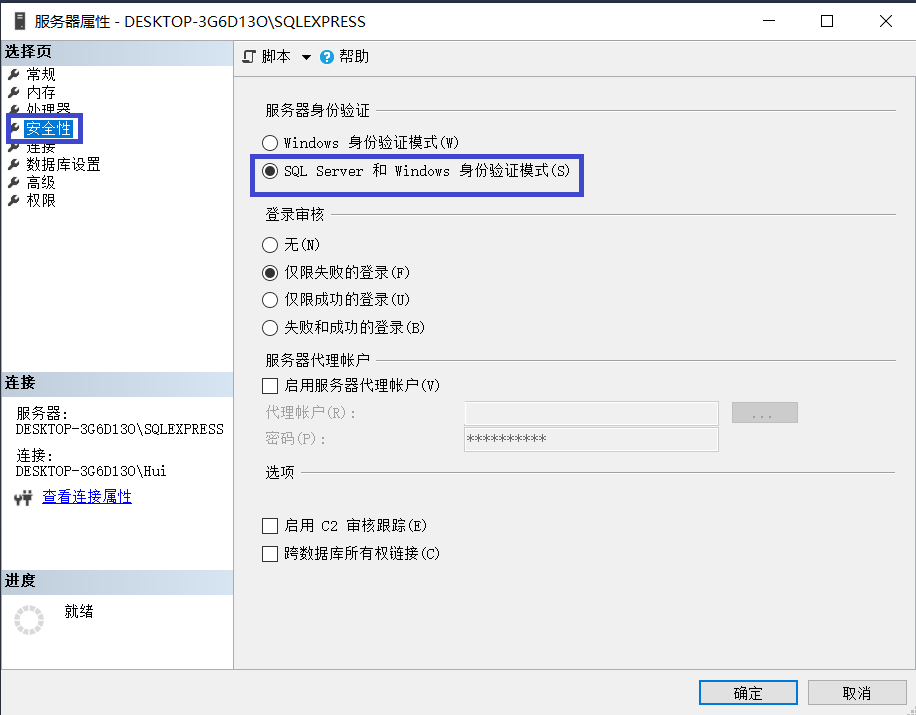 服务器属性 - DESKTOP-3G6D13O\SQLEXPRESS
选择页
常规
内存
处理器
安全性
连接
数据库设置
高级
权限
连接
服务器:
DESKTOP-3G6D13O\SQLEXPRESS
连接:
DESKTOP-3G6D13O\Hui
查看连接属性
进度
就绪
脚本 帮助
服务器身份验证
Windows 身份验证模式(W)
SQL Server 和 Windows 身份验证模式(S)
登录审核
无(N)
仅限失败的登录(F)
仅限成功的登录(U)
失败和成功的登录(B)
服务器代理帐户
启用服务器代理帐户(V)
代理帐户(R): ...
密码(P): **********
选项
启用 C2 审核跟踪(E)
跨数据库所有权链接(C)
确定 取消